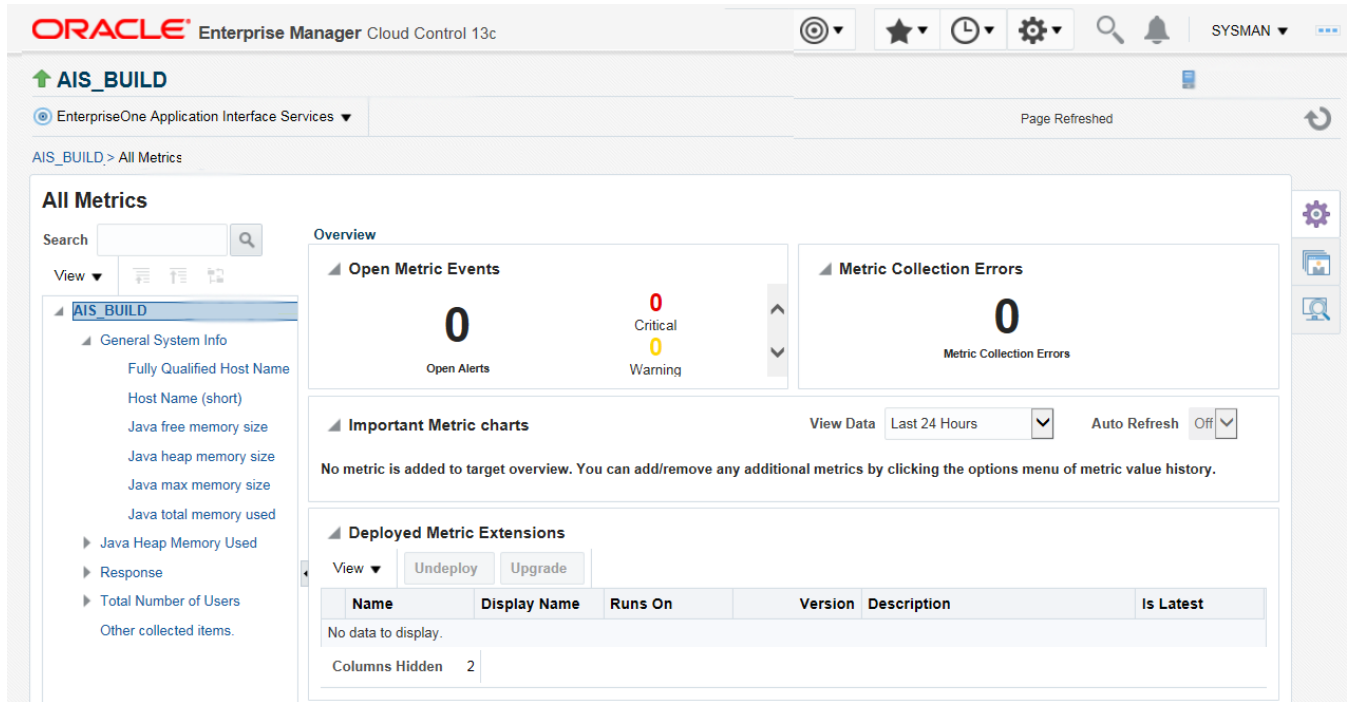 ORACLE® Enterprise Manager Cloud Control 13c
SYSMAN
AIS_BUILD
EnterpriseOne Application Interface Services
Page Refreshed
AIS_BUILD > All Metrics
All Metrics
Search
View
AIS_BUILD
General System Info
Fully Qualified Host Name
Host Name (short)
Java free memory size
Java heap memory size
Java max memory size
Java total memory used
Java Heap Memory Used
Response
Total Number of Users
Other collected items.
Overview
Open Metric Events
0
Open Alerts
0
Critical
0
Warning
Metric Collection Errors
0
Metric Collection Errors
Important Metric charts
View Data Last 24 Hours
Auto Refresh Off
No metric is added to target overview. You can add/remove any additional metrics by clicking the options menu of metric value history.
Deployed Metric Extensions
View Undeploy Upgrade
Name Display Name Runs On Version Description Is Latest
No data to display.
Columns Hidden 2